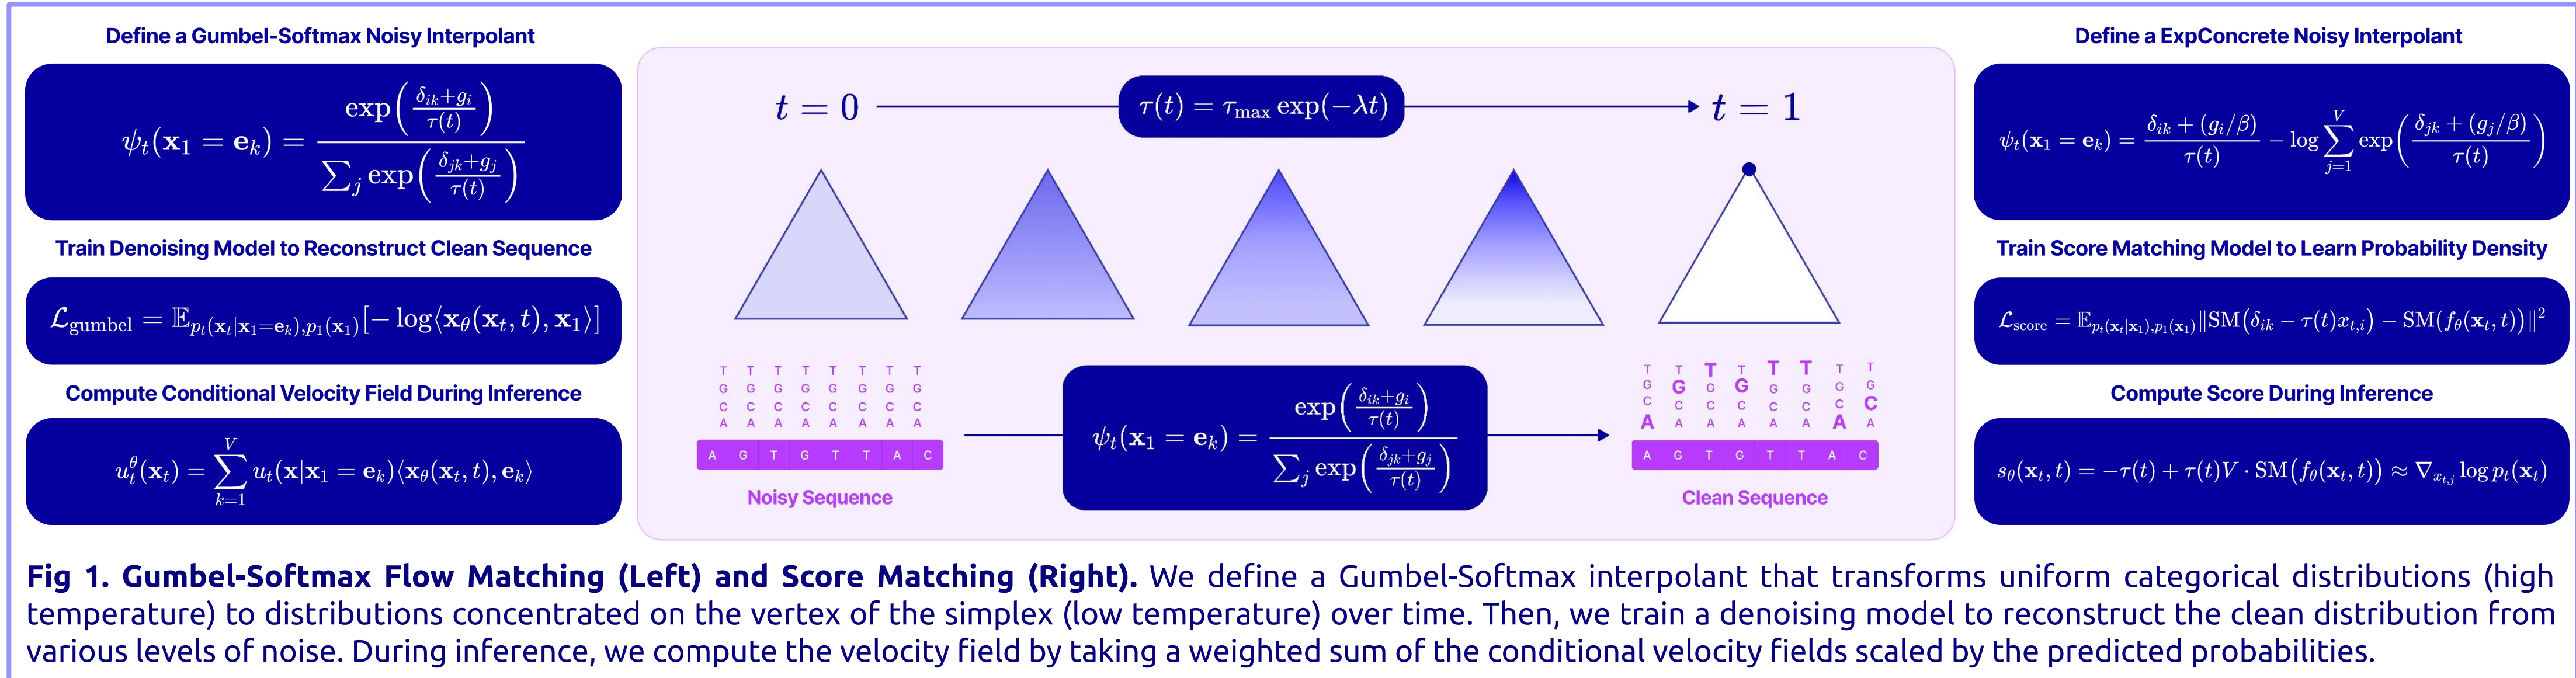 Define a Gumbel-Softmax Noisy Interpolant
ψ_t(x_1 = e_k) = exp((δ_ik+g_i)/τ(t)) / ∑_j exp((δ_jk+g_j)/τ(t))
Train Denoising Model to Reconstruct Clean Sequence
ℒ_gumbel = 𝔼_{p_t(x_t|x_1=e_k),p_1(x_1)}[− log⟨x_θ(x_t, t), x_1⟩]
Compute Conditional Velocity Field During Inference
u_t^θ(x_t) = ∑_{k=1}^{V} u_t(x|x_1 = e_k)⟨x_θ(x_t, t), e_k⟩
t = 0
τ(t) = τ_max exp(−λt)
t = 1
T T T T T T T T
G G G G G G G G
C C C C C C C C
A A A A A A A A
A G T G T T A C
Noisy Sequence
ψ_t(x_1 = e_k) = exp((δ_ik+g_i)/τ(t)) / ∑_j exp((δ_jk+g_j)/τ(t))
T T T T T T T T
G G G G G G G G
C C C C C C C C
A A A A A A A A
A G T G T T A C
Clean Sequence
Define a ExpConcrete Noisy Interpolant
ψ_t(x_1 = e_k) = (δ_ik + (g_i/β))/τ(t) − log ∑_{j=1}^{V} exp((δ_jk + (g_j/β))/τ(t))
Train Score Matching Model to Learn Probability Density
ℒ_score = 𝔼_{p_t(x_t|x_1),p_1(x_1)}‖SM(δ_ik − τ(t)x_{t,i}) − SM(f_θ(x_t, t))‖²
Compute Score During Inference
s_θ(x_t, t) = −τ(t) + τ(t)V · SM(f_θ(x_t, t)) ≈ ∇_{x_{t,j}} log p_t(x_t)
Fig 1. Gumbel-Softmax Flow Matching (Left) and Score Matching (Right). We define a Gumbel-Softmax interpolant that transforms uniform categorical distributions (high
temperature) to distributions concentrated on the vertex of the simplex (low temperature) over time. Then, we train a denoising model to reconstruct the clean distribution from
various levels of noise. During inference, we compute the velocity field by taking a weighted sum of the conditional velocity fields scaled by the predicted probabilities.